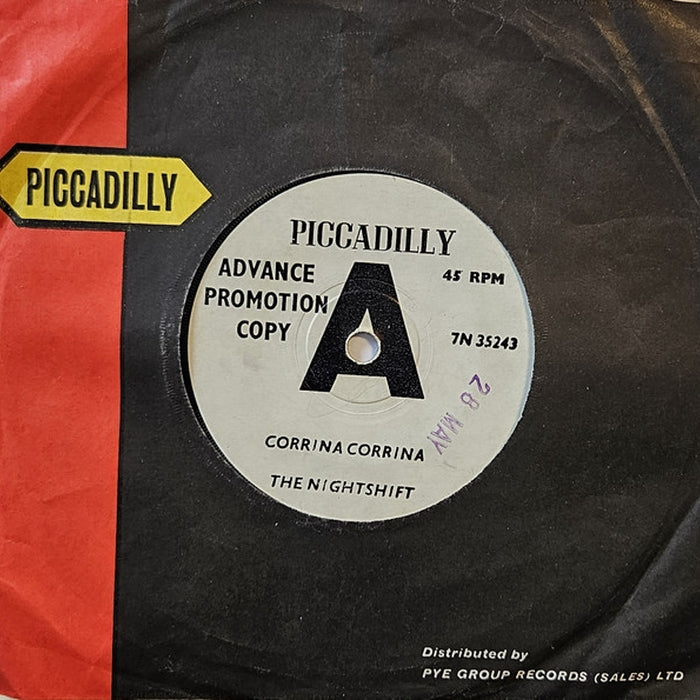 PICCADILLY
PICCADILLY
ADVANCE
PROMOTION
COPY
A
45 RPM
7N 35243
28 MAY
CORRINA CORRINA
THE NIGHTSHIFT
Distributed by
PYE GROUP RECORDS (SALES) LTD